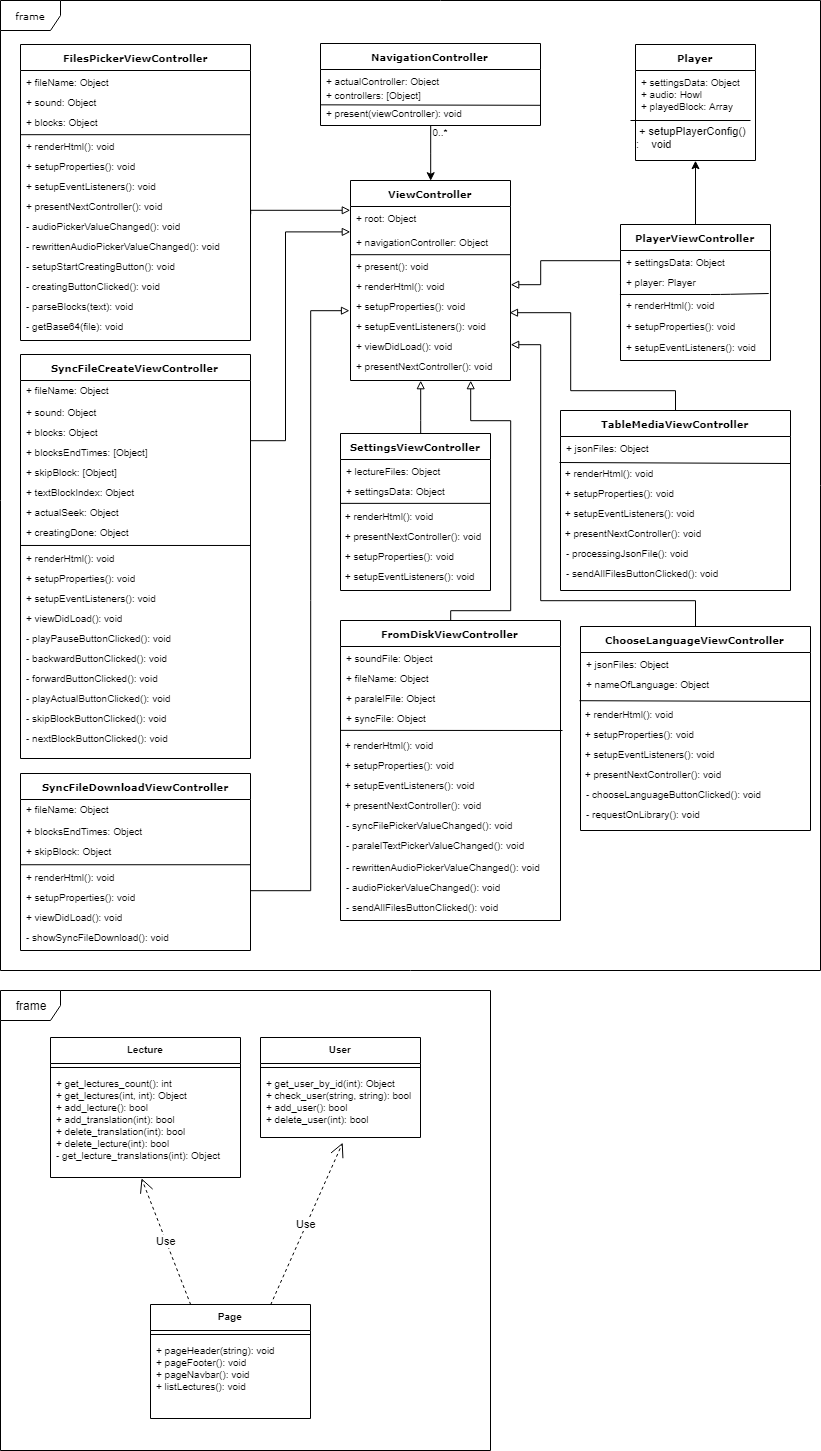 frame
FilesPickerViewController
+ fileName: Object
+ sound: Object
+ blocks: Object
+ renderHtml(): void
+ setupProperties(): void
+ setupEventListeners(): void
+ presentNextController(): void
- audioPickerValueChanged(): void
- rewrittenAudioPickerValueChanged(): void
- setupStartCreatingButton(): void
- creatingButtonClicked(): void
- parseBlocks(text): void
- getBase64(file): void
NavigationController
+ actualController: Object
+ controllers: [Object]
+ present(viewController): void
0..*
Player
+ settingsData: Object
+ audio: Howl
+ playedBlock: Array
+ setupPlayerConfig()
: void
ViewController
+ root: Object
+ navigationController: Object
+ present(): void
+ renderHtml(): void
+ setupProperties(): void
+ setupEventListeners(): void
+ viewDidLoad(): void
+ presentNextController(): void
PlayerViewController
+ settingsData: Object
+ player: Player
+ renderHtml(): void
+ setupProperties(): void
+ setupEventListeners(): void
SyncFileCreateViewController
+ fileName: Object
+ sound: Object
+ blocks: Object
+ blocksEndTimes: [Object]
+ skipBlock: [Object]
+ textBlockIndex: Object
+ actualSeek: Object
+ creatingDone: Object
+ renderHtml(): void
+ setupProperties(): void
+ setupEventListeners(): void
+ viewDidLoad(): void
- playPauseButtonClicked(): void
- backwardButtonClicked(): void
- forwardButtonClicked(): void
- playActualButtonClicked(): void
- skipBlockButtonClicked(): void
- nextBlockButtonClicked(): void
SettingsViewController
+ lectureFiles: Object
+ settingsData: Object
+ renderHtml(): void
+ presentNextController(): void
+ setupProperties(): void
+ setupEventListeners(): void
TableMediaViewController
+ jsonFiles: Object
+ renderHtml(): void
+ setupProperties(): void
+ setupEventListeners(): void
+ presentNextController(): void
- processingJsonFile(): void
- sendAllFilesButtonClicked(): void
FromDiskViewController
+ soundFile: Object
+ fileName: Object
+ paralelFile: Object
+ syncFile: Object
+ renderHtml(): void
+ setupProperties(): void
+ setupEventListeners(): void
+ presentNextController(): void
- syncFilePickerValueChanged(): void
- paralelTextPickerValueChanged(): void
- rewrittenAudioPickerValueChanged(): void
- audioPickerValueChanged(): void
- sendAllFilesButtonClicked(): void
ChooseLanguageViewController
+ jsonFiles: Object
+ nameOfLanguage: Object
+ renderHtml(): void
+ setupProperties(): void
+ setupEventListeners(): void
+ presentNextController(): void
- chooseLanguageButtonClicked(): void
- requestOnLibrary(): void
SyncFileDownloadViewController
+ fileName: Object
+ blocksEndTimes: Object
+ skipBlock: Object
+ renderHtml(): void
+ setupProperties(): void
+ viewDidLoad(): void
- showSyncFileDownload(): void
frame
Lecture
+ get_lectures_count(): int
+ get_lectures(int, int): Object
+ add_lecture(): bool
+ add_translation(int): bool
+ delete_translation(int): bool
+ delete_lecture(int): bool
- get_lecture_translations(int): Object
User
+ get_user_by_id(int): Object
+ check_user(string, string): bool
+ add_user(): bool
+ delete_user(int): bool
Use
Use
Page
+ pageHeader(string): void
+ pageFooter(): void
+ pageNavbar(): void
+ listLectures(): void